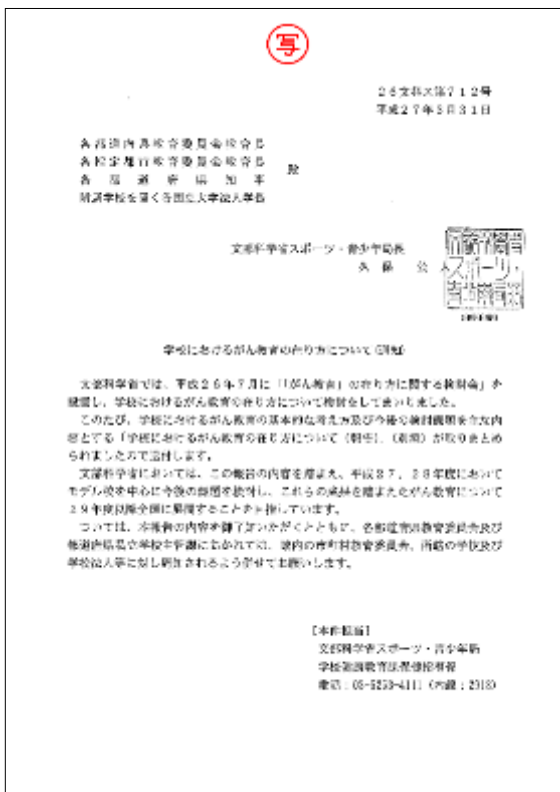 写
26文科ス第712号
平成27年3月31日
各都道府県教育委員会教育長
各指定都市教育委員会教育長
各都道府県知事
殿
附属学校を置く各国立大学法人学長
文部科学省スポーツ・青少年局長
久保 公人
学校におけるがん教育の在り方について(通知)
文部科学省では、平成26年7月に「「がん教育」の在り方に関する検討会」を
設置し、学校におけるがん教育の在り方について検討をしてまいりました。
このたび、学校におけるがん教育の基本的な考え方及び今後の検討課題を主な内
容とする「学校におけるがん教育の在り方について(報告)」(別添)が取りまとめ
られましたので送付します。
文部科学省においては、この報告の内容を踏まえ、平成27、28年度において
モデル校を中心に今後の課題を検討し、これらの成果を踏まえたがん教育について
29年度以降全国に展開することを目指しています。
ついては、本報告の内容を御了知いただくとともに、各都道府県教育委員会及び
都道府県私立学校主管課におかれては、域内の市町村教育委員会、所轄の学校及び
学校法人等に対し周知されるよう併せてお願いします。
[本件担当]
文部科学省スポーツ・青少年局
学校健康教育課保健指導係
電話:03-5253-4111(内線:2918)